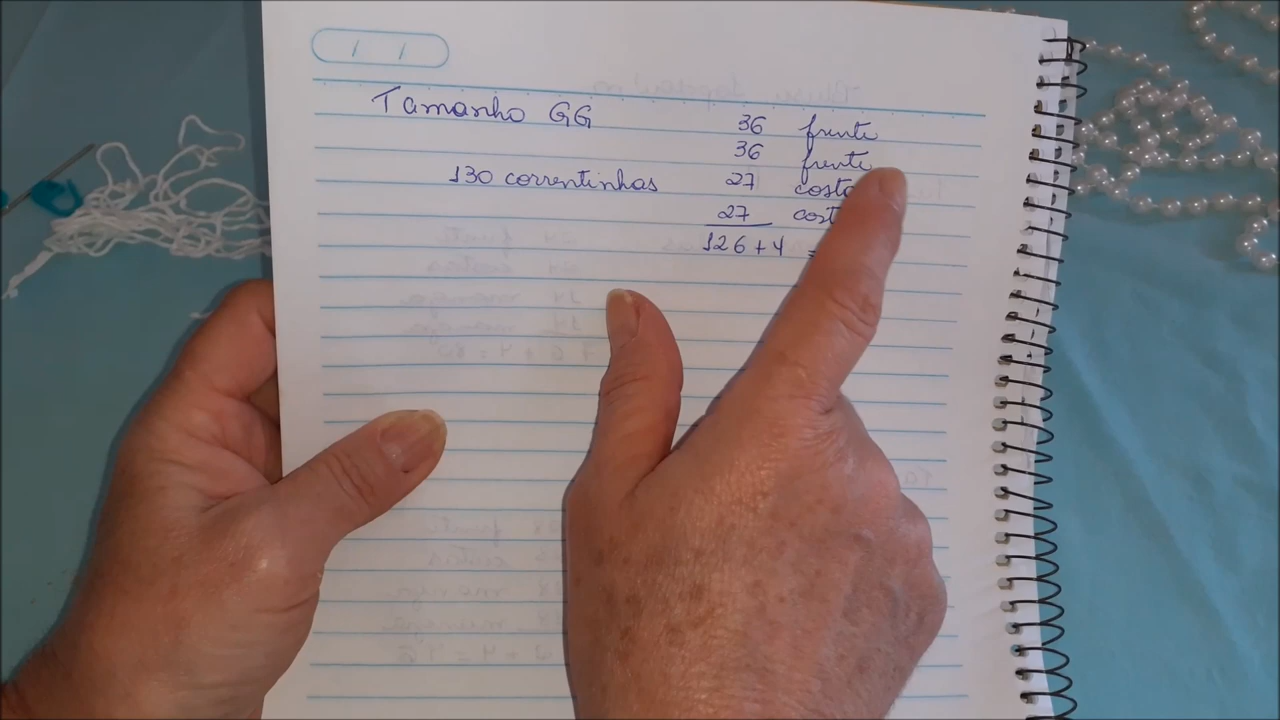 Tamanho GG
130 correntinhas
36 frente
36 frente
27
27
126+4 =